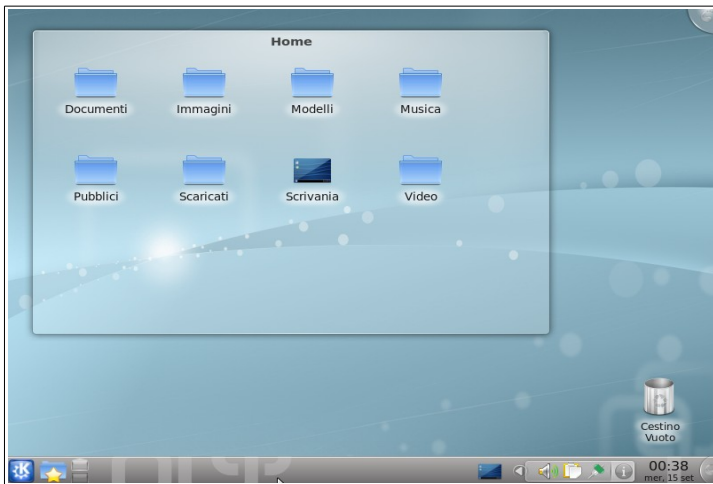 Home
Documenti
Immagini
Modelli
Musica
Pubblici
Scaricati
Scrivania
Video
Cestino
Vuoto
00:38
mer, 15 set